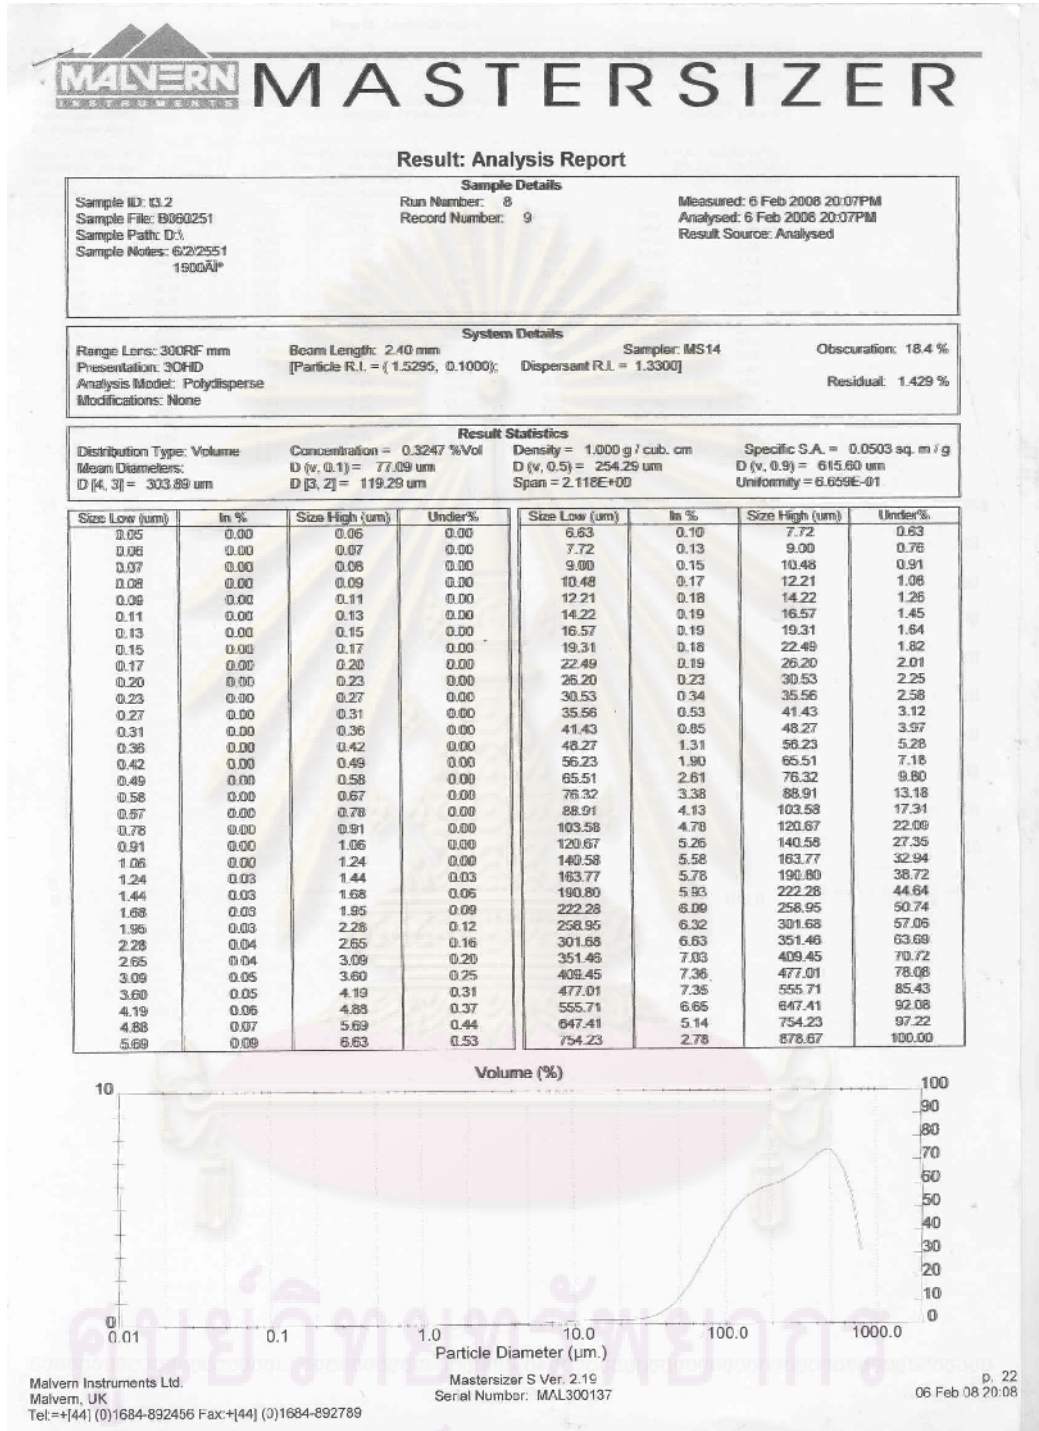 MALVERN
INSTRUMENTS
MASTERSIZER
Result: Analysis Report
Sample Details
Sample ID: t3.2 Run Number: 8 Measured: 6 Feb 2008 20:07PM
Sample File: B060251 Record Number: 9 Analysed: 6 Feb 2008 20:07PM
Sample Path: D:\ Result Source: Analysed
Sample Notes: 6/2/2551
System Details
Range Lens: 300RF mm Beam Length: 2.40 mm Sampler: MS14 Obscuration: 18.4 %
Presentation: 3OHD [Particle R.I. = ( 1.5295, 0.1000); Dispersant R.I. = 1.3300]
Analysis Model: Polydisperse Residual: 1.429 %
Modifications: None
Result Statistics
Distribution Type: Volume Concentration = 0.3247 %Vol Density = 1.000 g / cub. cm Specific S.A. = 0.0503 sq. m / g
Mean Diameters: D (v, 0.1) = 77.09 um D (v, 0.5) = 254.29 um D (v, 0.9) = 615.60 um
D [4, 3] = 303.89 um D [3, 2] = 119.29 um Span = 2.118E+00 Uniformity = 6.659E-01
Size Low (um) In % Size High (um) Under% Size Low (um) In % Size High (um) Under%
0.05 0.00 0.06 0.00 6.63 0.10 7.72 0.63
0.06 0.00 0.07 0.00 7.72 0.13 9.00 0.76
0.07 0.00 0.08 0.00 9.00 0.15 10.48 0.91
0.08 0.00 0.09 0.00 10.48 0.17 12.21 1.08
0.09 0.00 0.11 0.00 12.21 0.18 14.22 1.26
0.11 0.00 0.13 0.00 14.22 0.19 16.57 1.45
0.13 0.00 0.15 0.00 16.57 0.19 19.31 1.64
0.15 0.00 0.17 0.00 19.31 0.18 22.49 1.82
0.17 0.00 0.20 0.00 22.49 0.19 26.20 2.01
0.20 0.00 0.23 0.00 26.20 0.23 30.53 2.25
0.23 0.00 0.27 0.00 30.53 0.34 35.56 2.58
0.27 0.00 0.31 0.00 35.56 0.53 41.43 3.12
0.31 0.00 0.36 0.00 41.43 0.85 48.27 3.97
0.36 0.00 0.42 0.00 48.27 1.31 56.23 5.28
0.42 0.00 0.49 0.00 56.23 1.90 65.51 7.18
0.49 0.00 0.58 0.00 65.51 2.61 76.32 9.80
0.58 0.00 0.67 0.00 76.32 3.38 88.91 13.18
0.67 0.00 0.78 0.00 88.91 4.13 103.58 17.31
0.78 0.00 0.91 0.00 103.58 4.78 120.67 22.09
0.91 0.00 1.06 0.00 120.67 5.26 140.58 27.35
1.06 0.00 1.24 0.00 140.58 5.58 163.77 32.94
1.24 0.03 1.44 0.03 163.77 5.78 190.80 38.72
1.44 0.03 1.68 0.06 190.80 5.93 222.28 44.64
1.68 0.03 1.95 0.09 222.28 6.09 258.95 50.74
1.95 0.03 2.28 0.12 258.95 6.32 301.68 57.06
2.28 0.04 2.65 0.16 301.68 6.63 351.46 63.69
2.65 0.04 3.09 0.20 351.46 7.03 409.45 70.72
3.09 0.05 3.60 0.25 409.45 7.36 477.01 78.08
3.60 0.05 4.19 0.31 477.01 7.35 555.71 85.43
4.19 0.06 4.88 0.37 555.71 6.65 647.41 92.08
4.88 0.07 5.69 0.44 647.41 5.14 754.23 97.22
5.69 0.09 6.63 0.53 754.23 2.78 878.67 100.00
Volume (%)
10 100
90
80
70
60
50
40
30
20
10
0 0
0.01 0.1 1.0 10.0 100.0 1000.0
Particle Diameter (µm.)
ศูนย์วิทยทรัพยากร
Malvern Instruments Ltd. Mastersizer S Ver. 2.19 p. 22
Malvern, UK Serial Number: MAL300137 06 Feb 08 20:08
Tel:=+[44] (0)1684-892456 Fax:+[44] (0)1684-892789